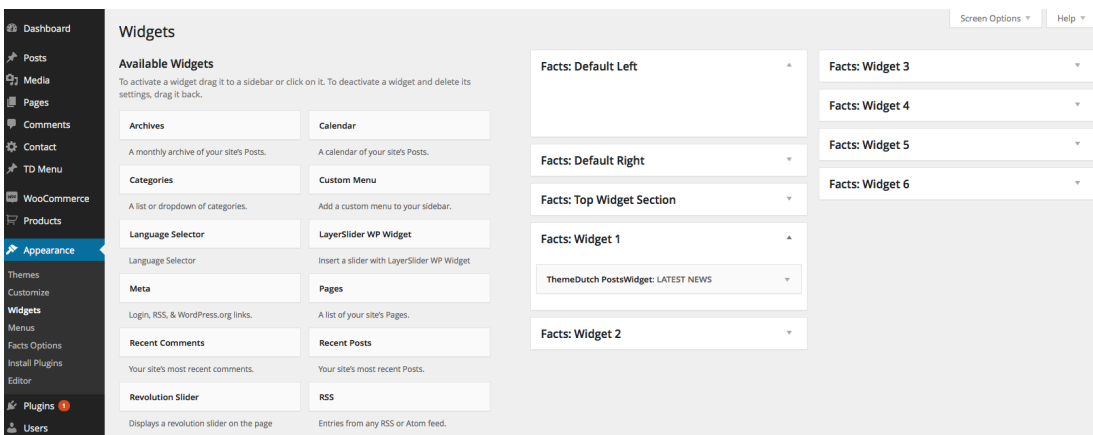 Dashboard
Posts
Media
Pages
Comments
Contact
TD Menu
WooCommerce
Products
Appearance
Themes
Customize
Widgets
Menus
Facts Options
Install Plugins
Editor
Plugins 1
Users
Screen Options
Help
Widgets
Available Widgets
To activate a widget drag it to a sidebar or click on it. To deactivate a widget and delete its
settings, drag it back.
Archives
A monthly archive of your site's Posts.
Calendar
A calendar of your site's Posts.
Categories
A list or dropdown of categories.
Custom Menu
Add a custom menu to your sidebar.
Language Selector
Language Selector
LayerSlider WP Widget
Insert a slider with LayerSlider WP Widget
Meta
Login, RSS, & WordPress.org links.
Pages
A list of your site's Pages.
Recent Comments
Your site's most recent comments.
Recent Posts
Your site's most recent Posts.
Revolution Slider
Displays a revolution slider on the page
RSS
Entries from any RSS or Atom feed.
Facts: Default Left
Facts: Default Right
Facts: Top Widget Section
Facts: Widget 1
ThemeDutch PostsWidget: LATEST NEWS
Facts: Widget 2
Facts: Widget 3
Facts: Widget 4
Facts: Widget 5
Facts: Widget 6